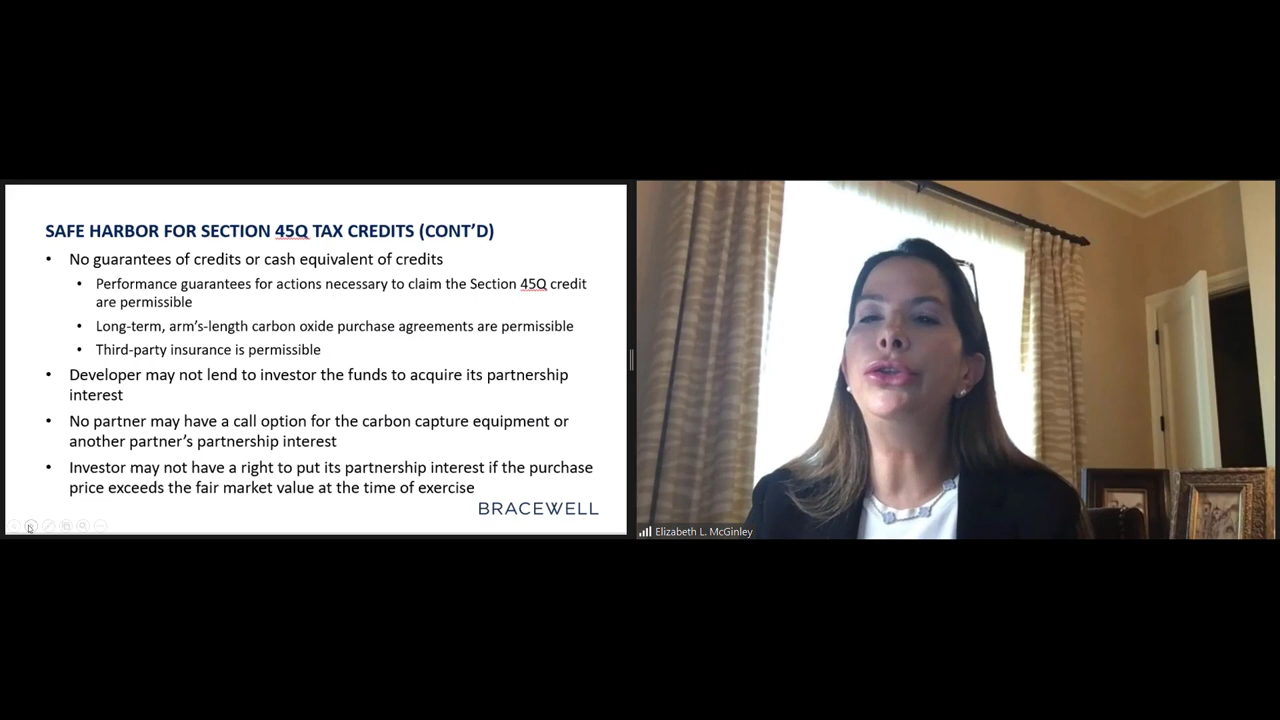 SAFE HARBOR FOR SECTION 45Q TAX CREDITS (CONT’D)
• No guarantees of credits or cash equivalent of credits
• Performance guarantees for actions necessary to claim the Section 45Q credit
are permissible
• Long-term, arm’s-length carbon oxide purchase agreements are permissible
• Third-party insurance is permissible
• Developer may not lend to investor the funds to acquire its partnership
interest
• No partner may have a call option for the carbon capture equipment or
another partner’s partnership interest
• Investor may not have a right to put its partnership interest if the purchase
price exceeds the fair market value at the time of exercise
BRACEWELL
Elizabeth L. McGinley